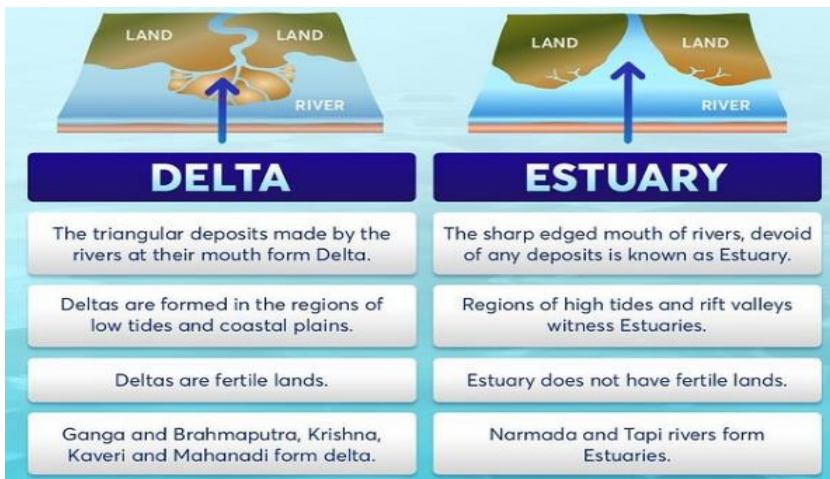 LAND
LAND
RIVER
LAND
LAND
RIVER
DELTA
The triangular deposits made by the
rivers at their mouth form Delta.
Deltas are formed in the regions of
low tides and coastal plains.
Deltas are fertile lands.
Ganga and Brahmaputra, Krishna,
Kaveri and Mahanadi form delta.
ESTUARY
The sharp edged mouth of rivers, devoid
of any deposits is known as Estuary.
Regions of high tides and rift valleys
witness Estuaries.
Estuary does not have fertile lands.
Narmada and Tapi rivers form
Estuaries.